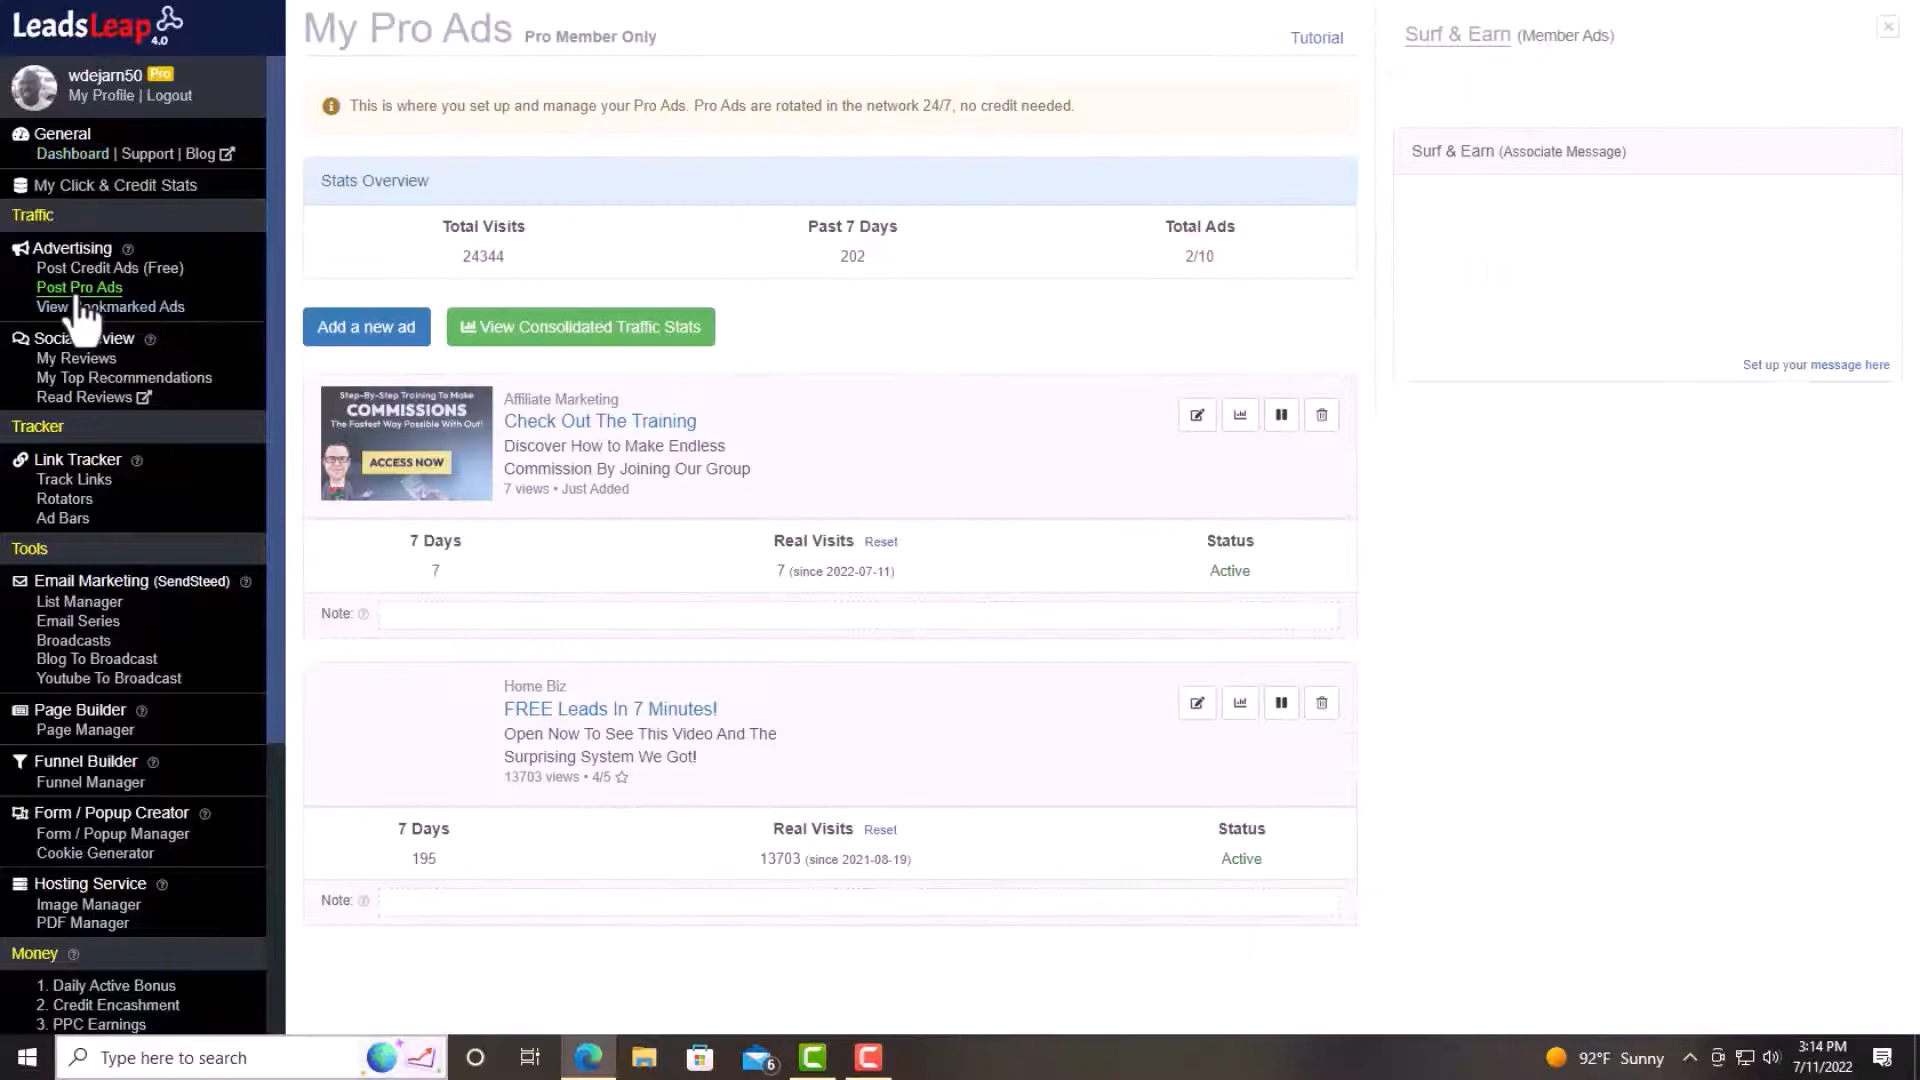 LeadsLeap 4.0
wdejarn50 Pro
My Profile | Logout
General
Dashboard | Support | Blog
My Click & Credit Stats
Traffic
Advertising
Post Credit Ads (Free)
Post Pro Ads
View Bookmarked Ads
Social Review
My Reviews
My Top Recommendations
Read Reviews
Tracker
Link Tracker
Track Links
Rotators
Ad Bars
Tools
Email Marketing (SendSteed)
List Manager
Email Series
Broadcasts
Blog To Broadcast
Youtube To Broadcast
Page Builder
Page Manager
Funnel Builder
Funnel Manager
Form / Popup Creator
Form / Popup Manager
Cookie Generator
Hosting Service
Image Manager
PDF Manager
Money
1. Daily Active Bonus
2. Credit Encashment
3. PPC Earnings
My Pro Ads Pro Member Only
Tutorial
This is where you set up and manage your Pro Ads. Pro Ads are rotated in the network 24/7, no credit needed.
Stats Overview
Total Visits Past 7 Days Total Ads
24344 202 2/10
Add a new ad View Consolidated Traffic Stats
Step-By-Step Training To Make
COMMISSIONS
The Fastest Way Possible With Out!
ACCESS NOW
Affiliate Marketing
Check Out The Training
Discover How to Make Endless
Commission By Joining Our Group
7 views • Just Added
7 Days Real Visits Reset Status
7 7 (since 2022-07-11) Active
Note:
Home Biz
FREE Leads In 7 Minutes!
Open Now To See This Video And The
Surprising System We Got!
13703 views • 4/5
7 Days Real Visits Reset Status
195 13703 (since 2021-08-19) Active
Note:
Surf & Earn (Member Ads)
Surf & Earn (Associate Message)
Set up your message here
Type here to search
6
92°F Sunny
3:14 PM
7/11/2022